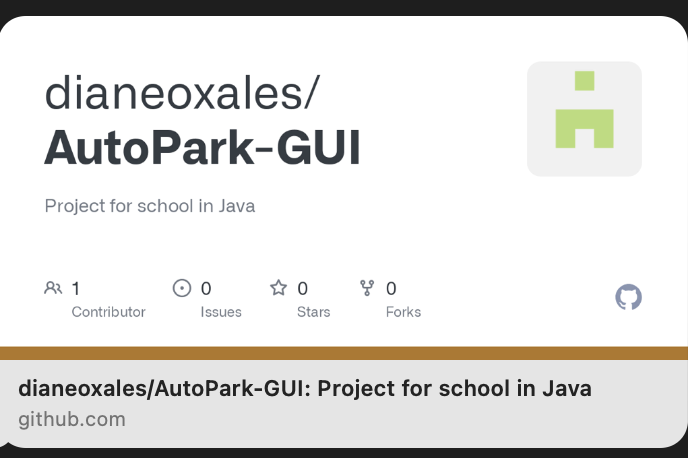 dianeoxales/
AutoPark-GUI
Project for school in Java
1
Contributor
0
Issues
0
Stars
0
Forks
dianeoxales/AutoPark-GUI: Project for school in Java
github.com